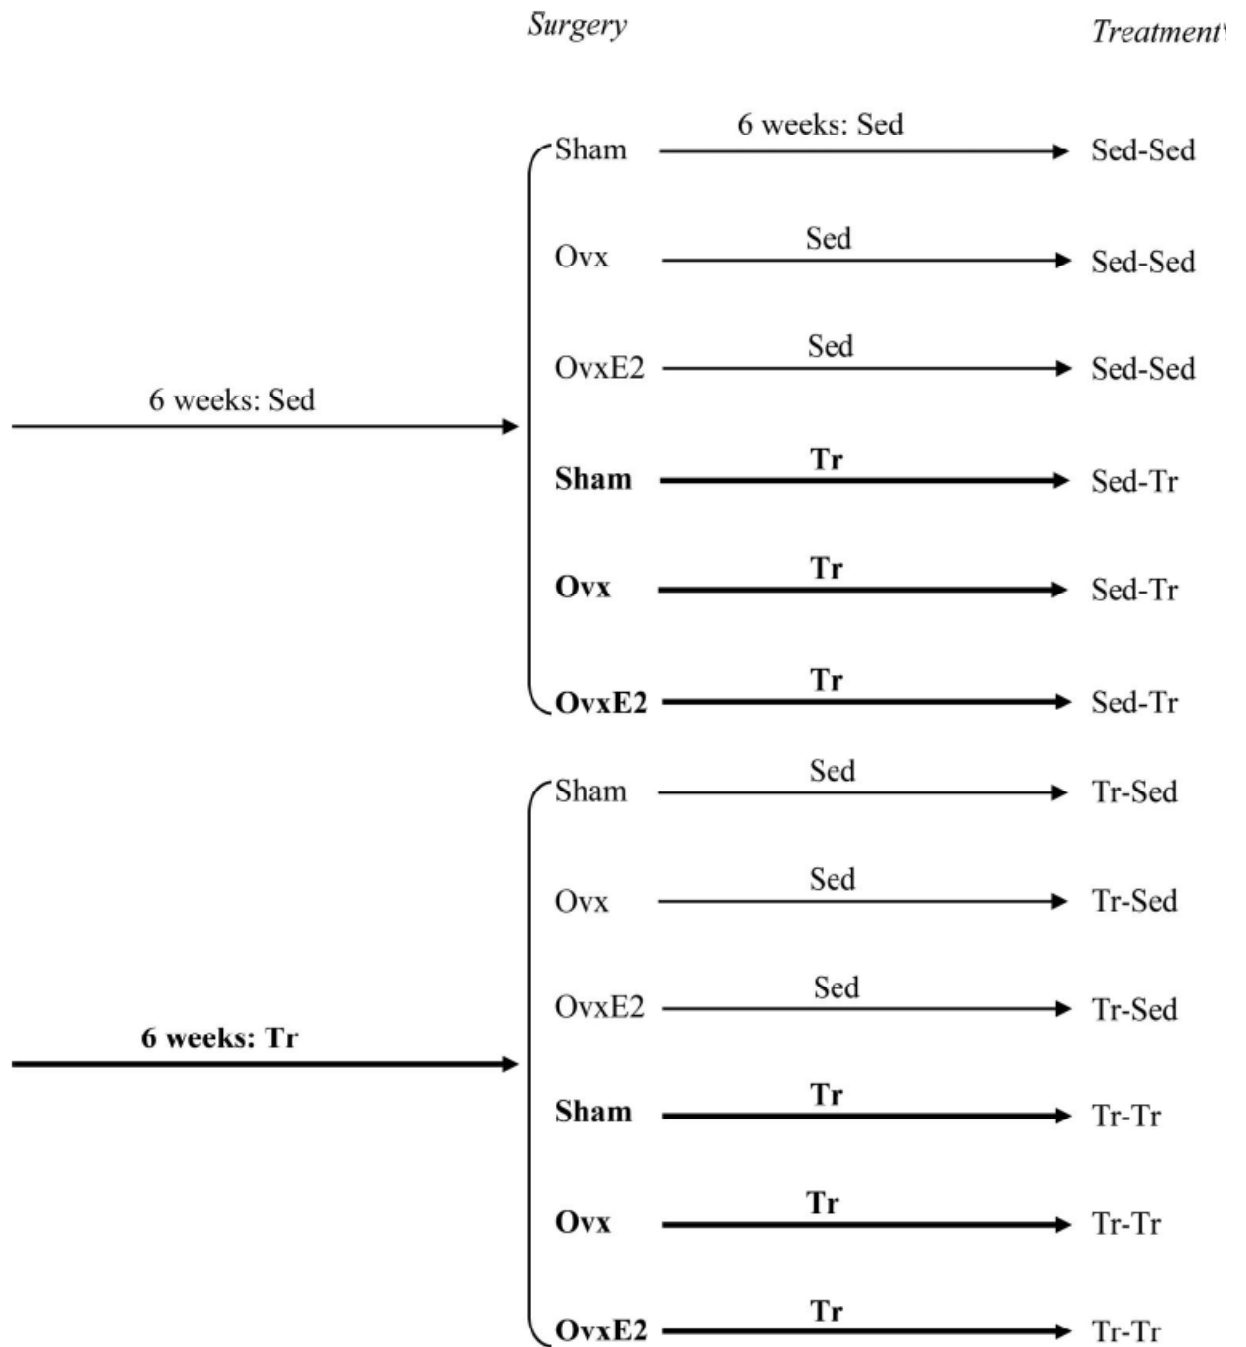 Surgery Treatment
6 weeks: Sed
Sham Sed-Sed
Sed
Ovx Sed-Sed
Sed
OvxE2 Sed-Sed
6 weeks: Sed
Tr
Sham Sed-Tr
Tr
Ovx Sed-Tr
Tr
OvxE2 Sed-Tr
Sed
Sham Tr-Sed
Sed
Ovx Tr-Sed
Sed
OvxE2 Tr-Sed
6 weeks: Tr
Tr
Sham Tr-Tr
Tr
Ovx Tr-Tr
Tr
OvxE2 Tr-Tr